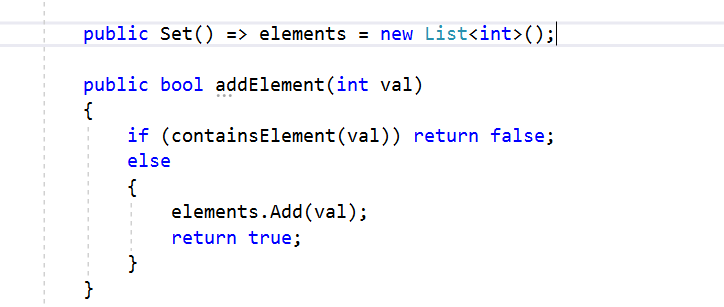 public Set() => elements = new List<int>();
public bool addElement(int val)
{
if (containsElement(val)) return false;
else
{
elements.Add(val);
return true;
}
}